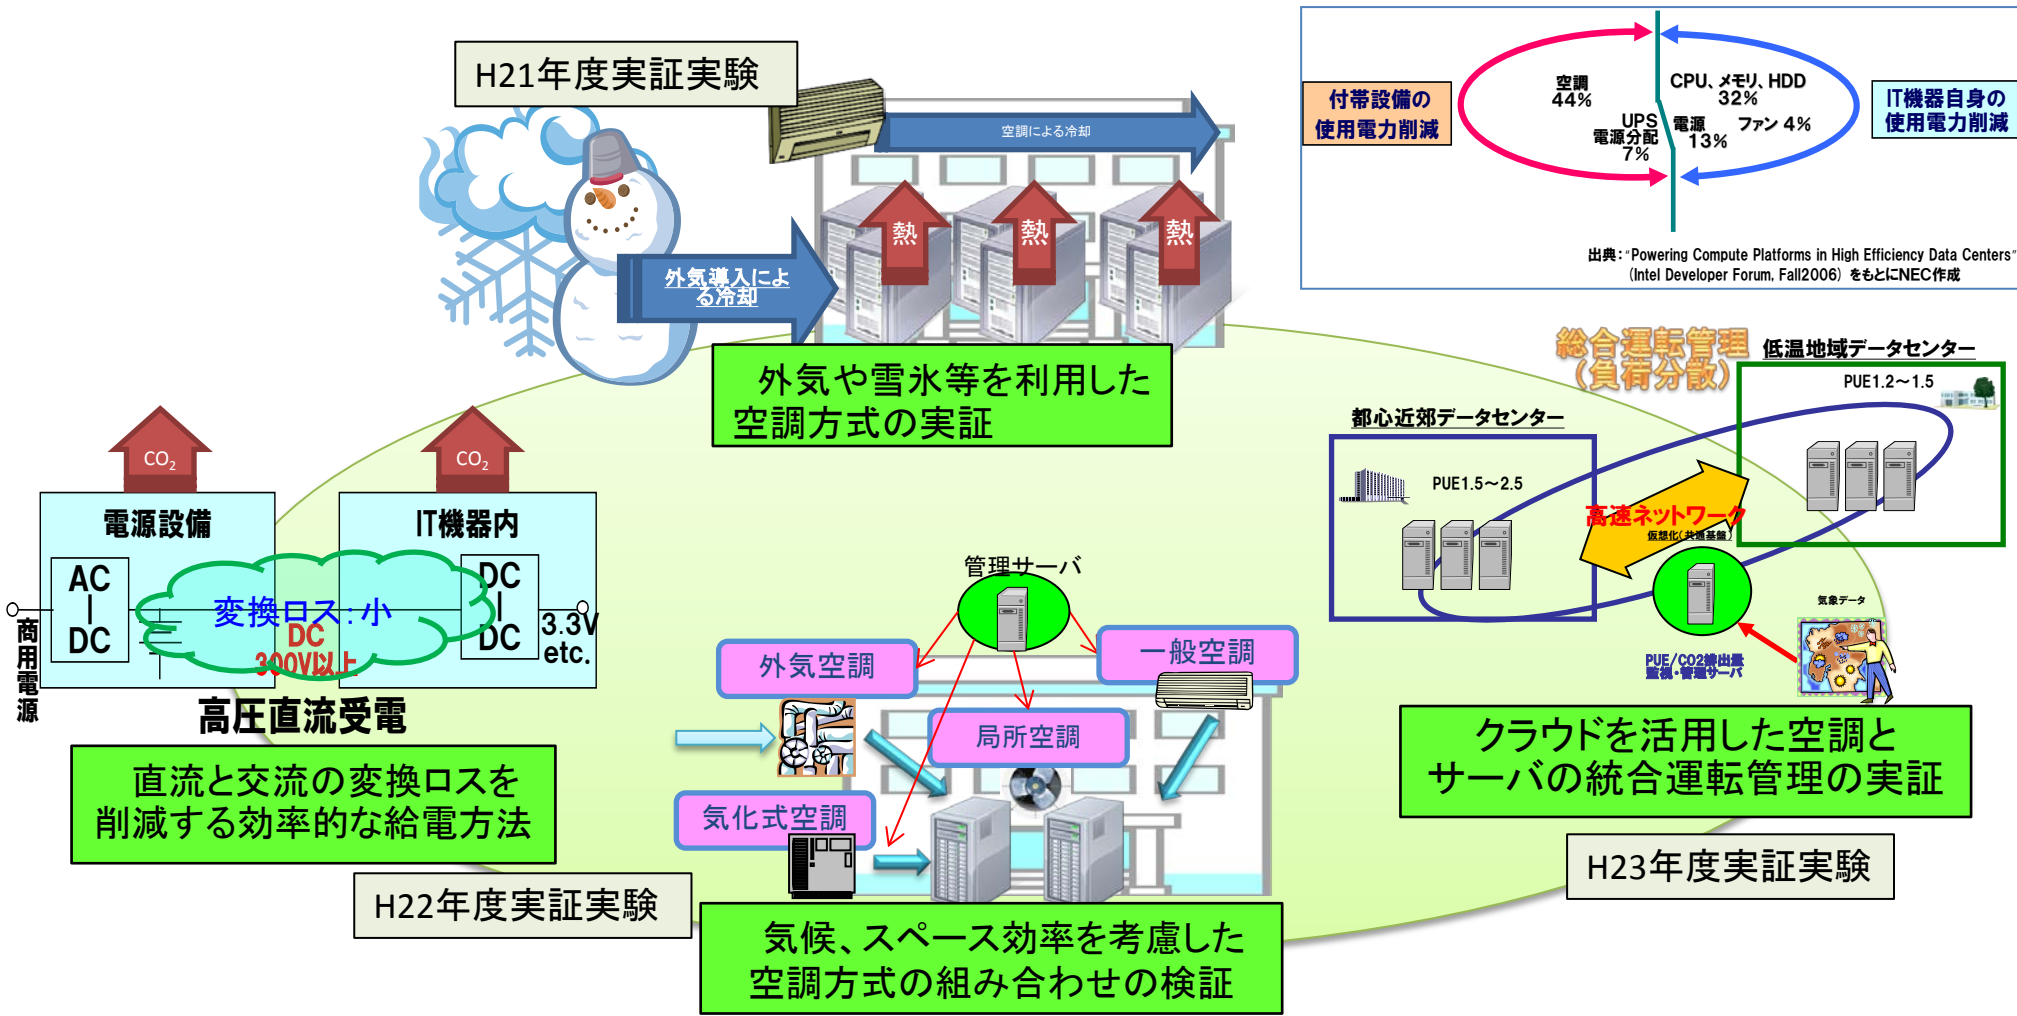 H21年度実証実験
空調による冷却
熱
熱
熱
外気導入によ
る冷却
外気や雪氷等を利用した
空調方式の実証
付帯設備の
使用電力削減
空調
44%
UPS
電源分配
7%
CPU、メモリ、HDD
32%
電源
13%
ファン 4%
IT機器自身の
使用電力削減
出典：“Powering Compute Platforms in High Efficiency Data Centers”
（Intel Developer Forum, Fall2006）をもとにNEC作成
CO2
CO2
電源設備
IT機器内
AC
|
DC
DC
|
DC
変換ロス：小
DC
300V以上
3.3V
etc.
商用電源
高圧直流受電
直流と交流の変換ロスを
削減する効率的な給電方法
H22年度実証実験
管理サーバ
外気空調
一般空調
局所空調
気化式空調
気候、スペース効率を考慮した
空調方式の組み合わせの検証
総合運転管理
（負荷分散）
低温地域データセンター
PUE1.2～1.5
都心近郊データセンター
PUE1.5～2.5
高速ネットワーク
仮想化(共通基盤)
気象データ
PUE/CO2排出量
監視・管理サーバ
クラウドを活用した空調と
サーバの統合運転管理の実証
H23年度実証実験